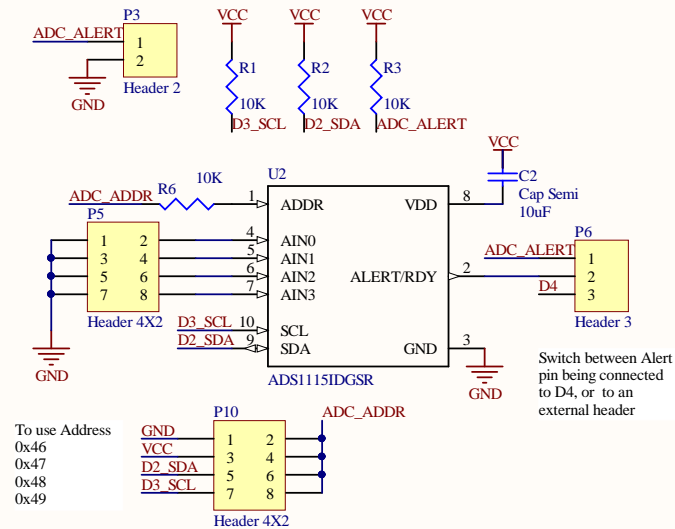 P3
ADC_ALERT
1
2
GND
Header 2
VCC
R1
10K
D3_SCL
VCC
R2
10K
D2_SDA
VCC
R3
10K
ADC_ALERT
VCC
C2
Cap Semi
10uF
U2
ADC_ADDR
R6
10K
1 ADDR
4 AIN0
5 AIN1
6 AIN2
7 AIN3
D3_SCL 10 SCL
D2_SDA 9 SDA
VDD 8
ALERT/RDY 2
GND 3
GND
ADS1115IDGSR
P5
1 2
3 4
5 6
7 8
Header 4X2
GND
P6
ADC_ALERT 1
2
D4 3
Header 3
Switch between Alert
pin being connected
to D4, or to an
external header
To use Address
0x46
0x47
0x48
0x49
P10
ADC_ADDR
GND 1 2
VCC 3 4
D2_SDA 5 6
D3_SCL 7 8
Header 4X2